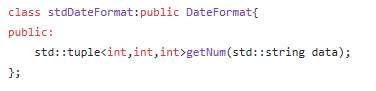 class stdDateFormat:public DateFormat{
public:
    std::tuple<int,int,int>getNum(std::string data);
};